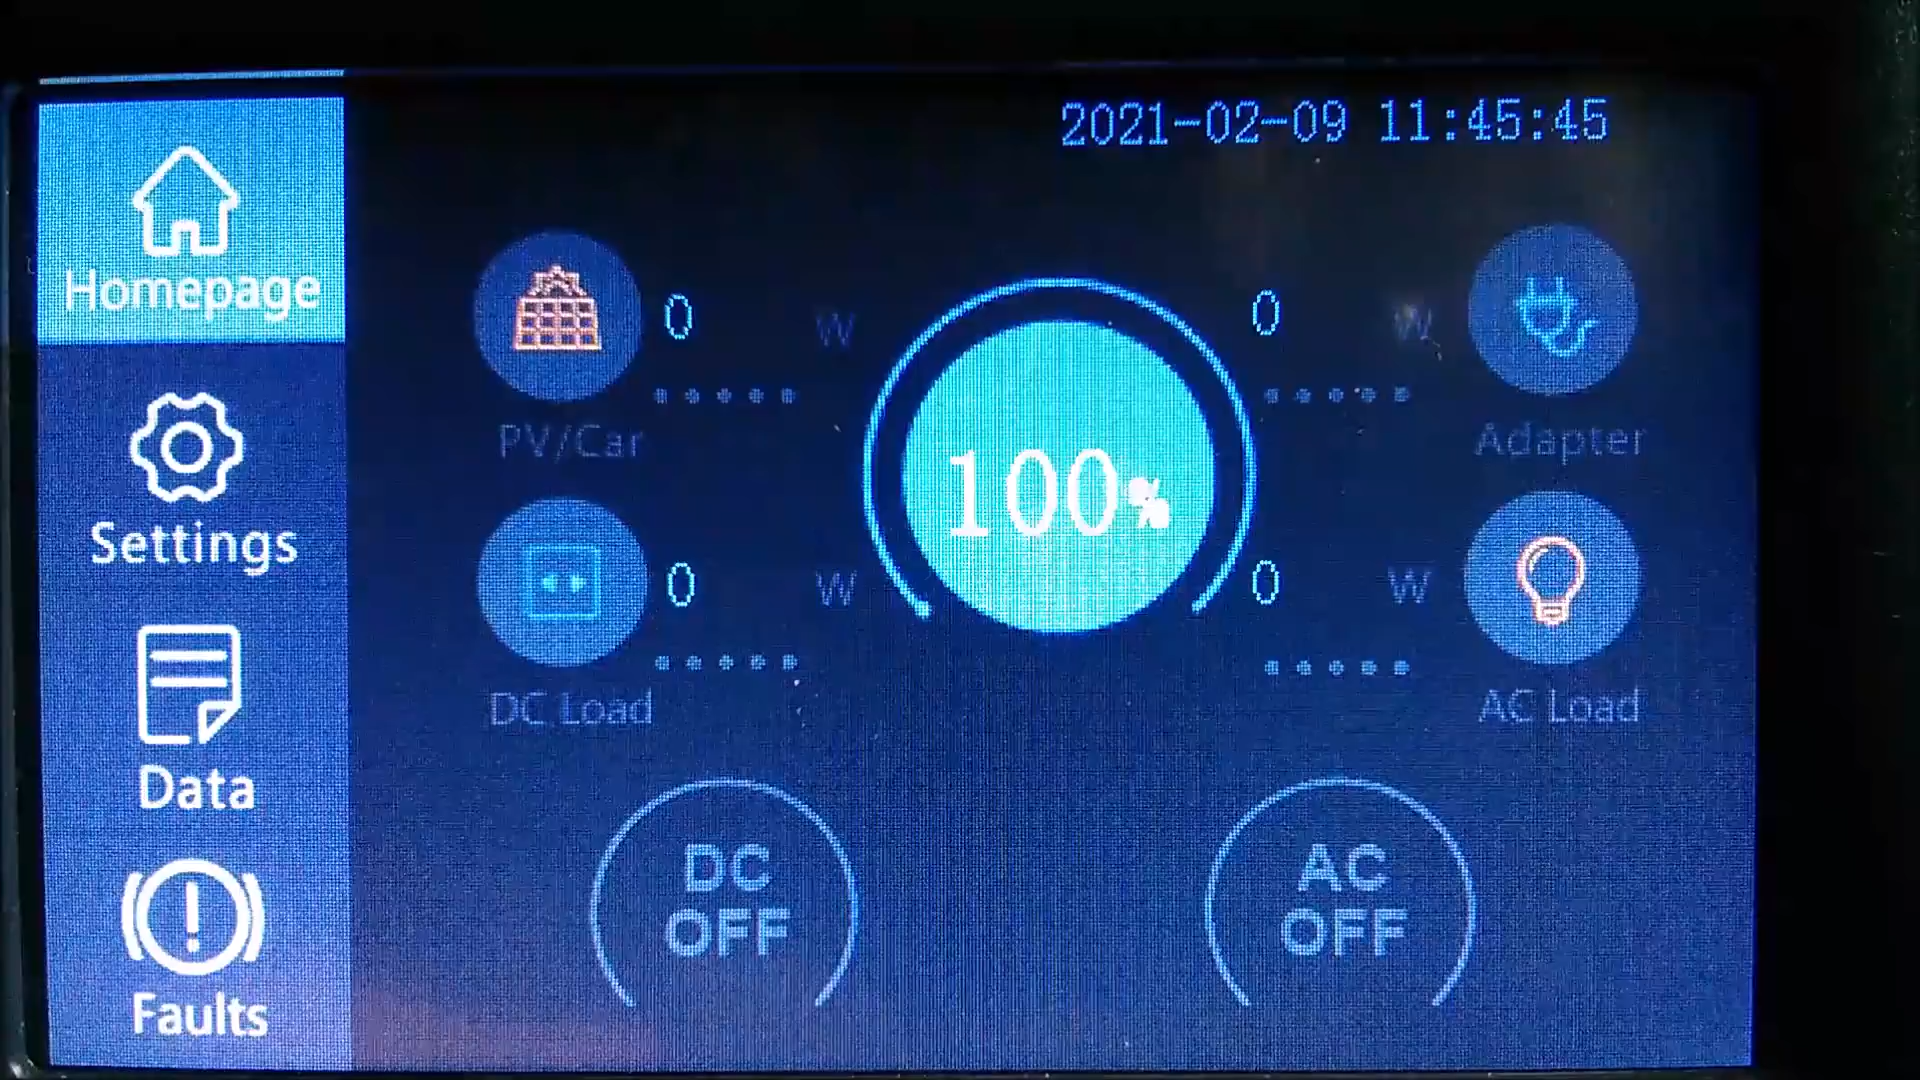 2021-02-09 11:45:45
Homepage
Settings
Data
Faults
0 W
PV/Car
0 W
DC Load
100%
0 W
Adapter
0 W
AC Load
DC
OFF
AC
OFF